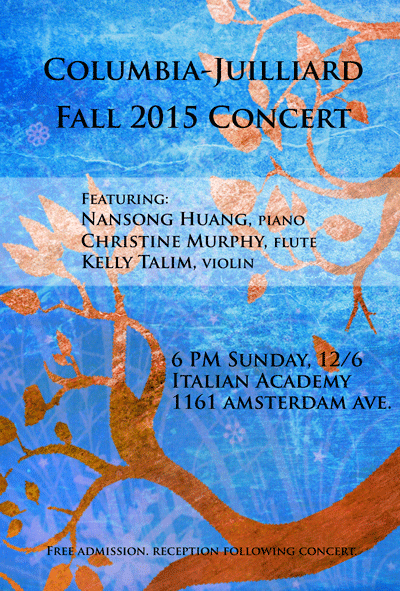 Columbia-Juilliard
Fall 2015 Concert
Featuring:
Nansong Huang, piano
Christine Murphy, flute
Kelly Talim, violin
6 PM Sunday, 12/6
Italian Academy
1161 amsterdam ave.
Free admission. reception following concert.